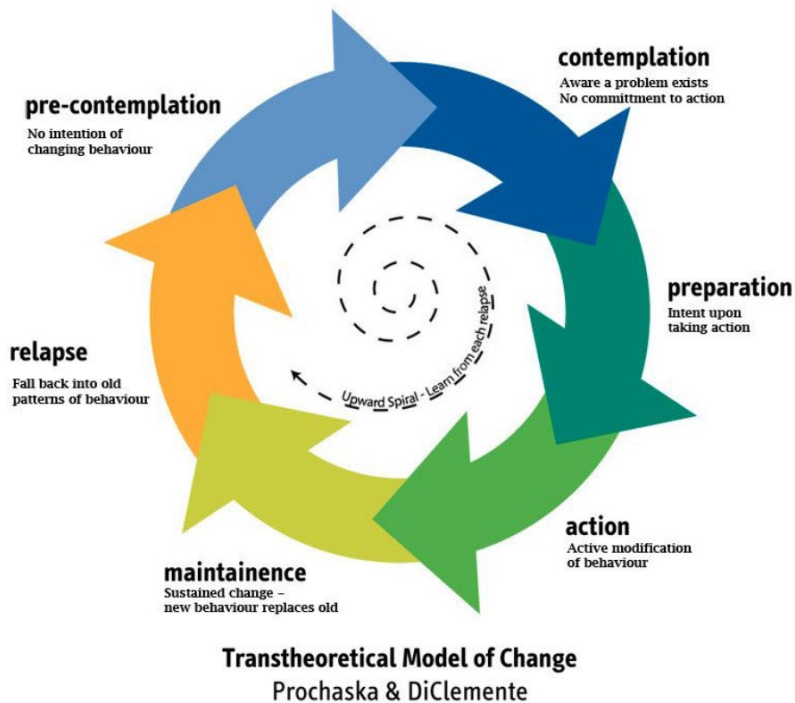 contemplation
Aware a problem exists
No committment to action
pre-contemplation
No intention of
changing behaviour
preparation
Intent upon
taking action
relapse
Fall back into old
patterns of behaviour
Upward Spiral - Learn from each relapse
action
Active modification
of behaviour
maintainence
Sustained change –
new behaviour replaces old
Transtheoretical Model of Change
Prochaska & DiClemente